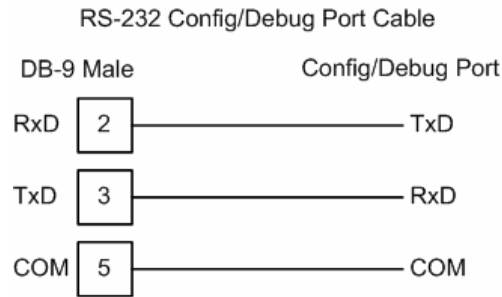 RS-232 Config/Debug Port Cable
DB-9 Male Config/Debug Port
RxD 2 TxD
TxD 3 RxD
COM 5 COM